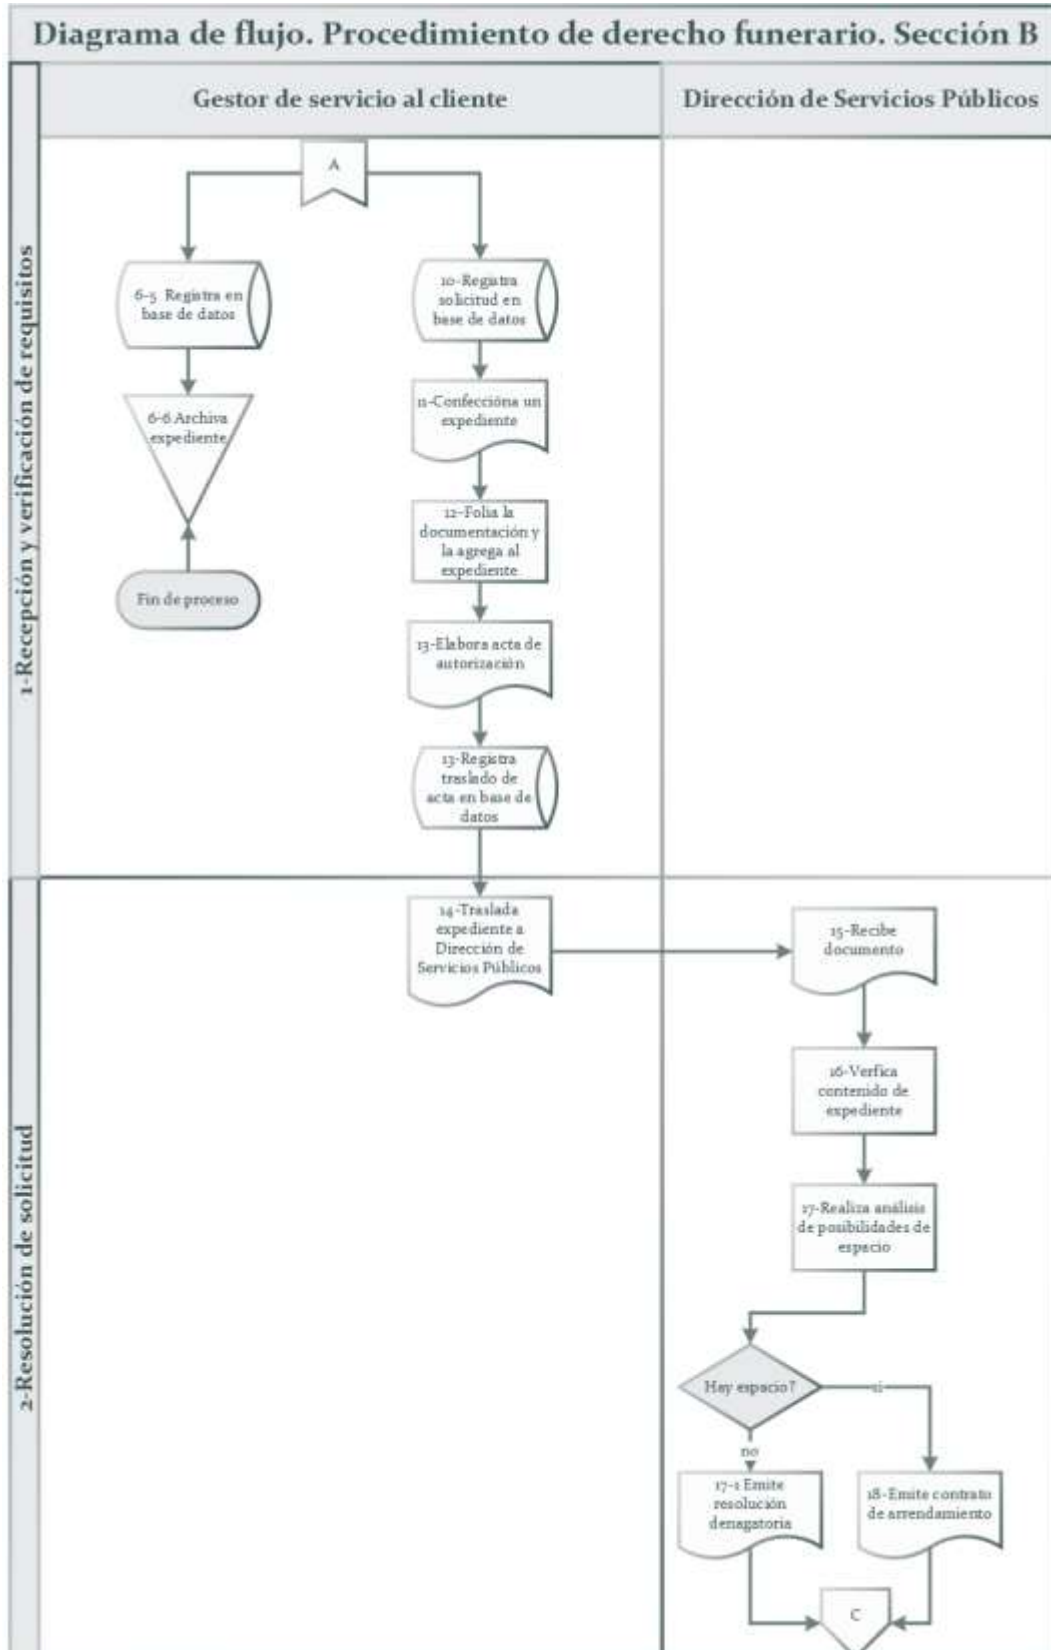 Diagrama de flujo. Procedimiento de derecho funerario. Sección B
Gestor de servicio al cliente
Dirección de Servicios Públicos
1-Recepción y verificación de requisitos
A
6-5 Registra en
base de datos
6-6 Archiva
expediente
Fin de proceso
10-Registra
solicitud en
base de datos
11-Confeccióna un
expediente
12-Folia la
documentación y
la agrega al
expediente
13-Elabora acta de
autorización
13-Registra
traslado de
acta en base de
datos
2-Resolución de solicitud
14-Traslada
expediente a
Dirección de
Servicios Públicos
15-Recibe
documento
16-Verfica
contenido de
expediente
17-Realiza análisis
de posibilidades de
espacio
Hay espacio?
si
no
17-1 Emite
resolución
denagatoria
18-Emite contrato
de arrendamiento
C